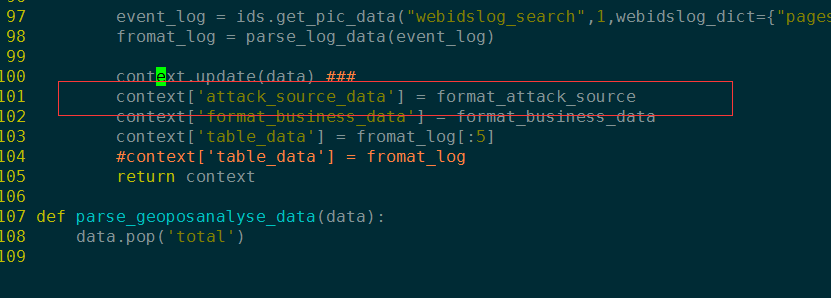 97 event_log = ids.get_pic_data("webidslog_search",1,webidslog_dict={"pages
98 fromat_log = parse_log_data(event_log)
99
100 context.update(data) ###
101 context['attack_source_data'] = format_attack_source
102 context['format_business_data'] = format_business_data
103 context['table_data'] = fromat_log[:5]
104 #context['table_data'] = fromat_log
105 return context
106
107 def parse_geoposanalyse_data(data):
108 data.pop('total')
109